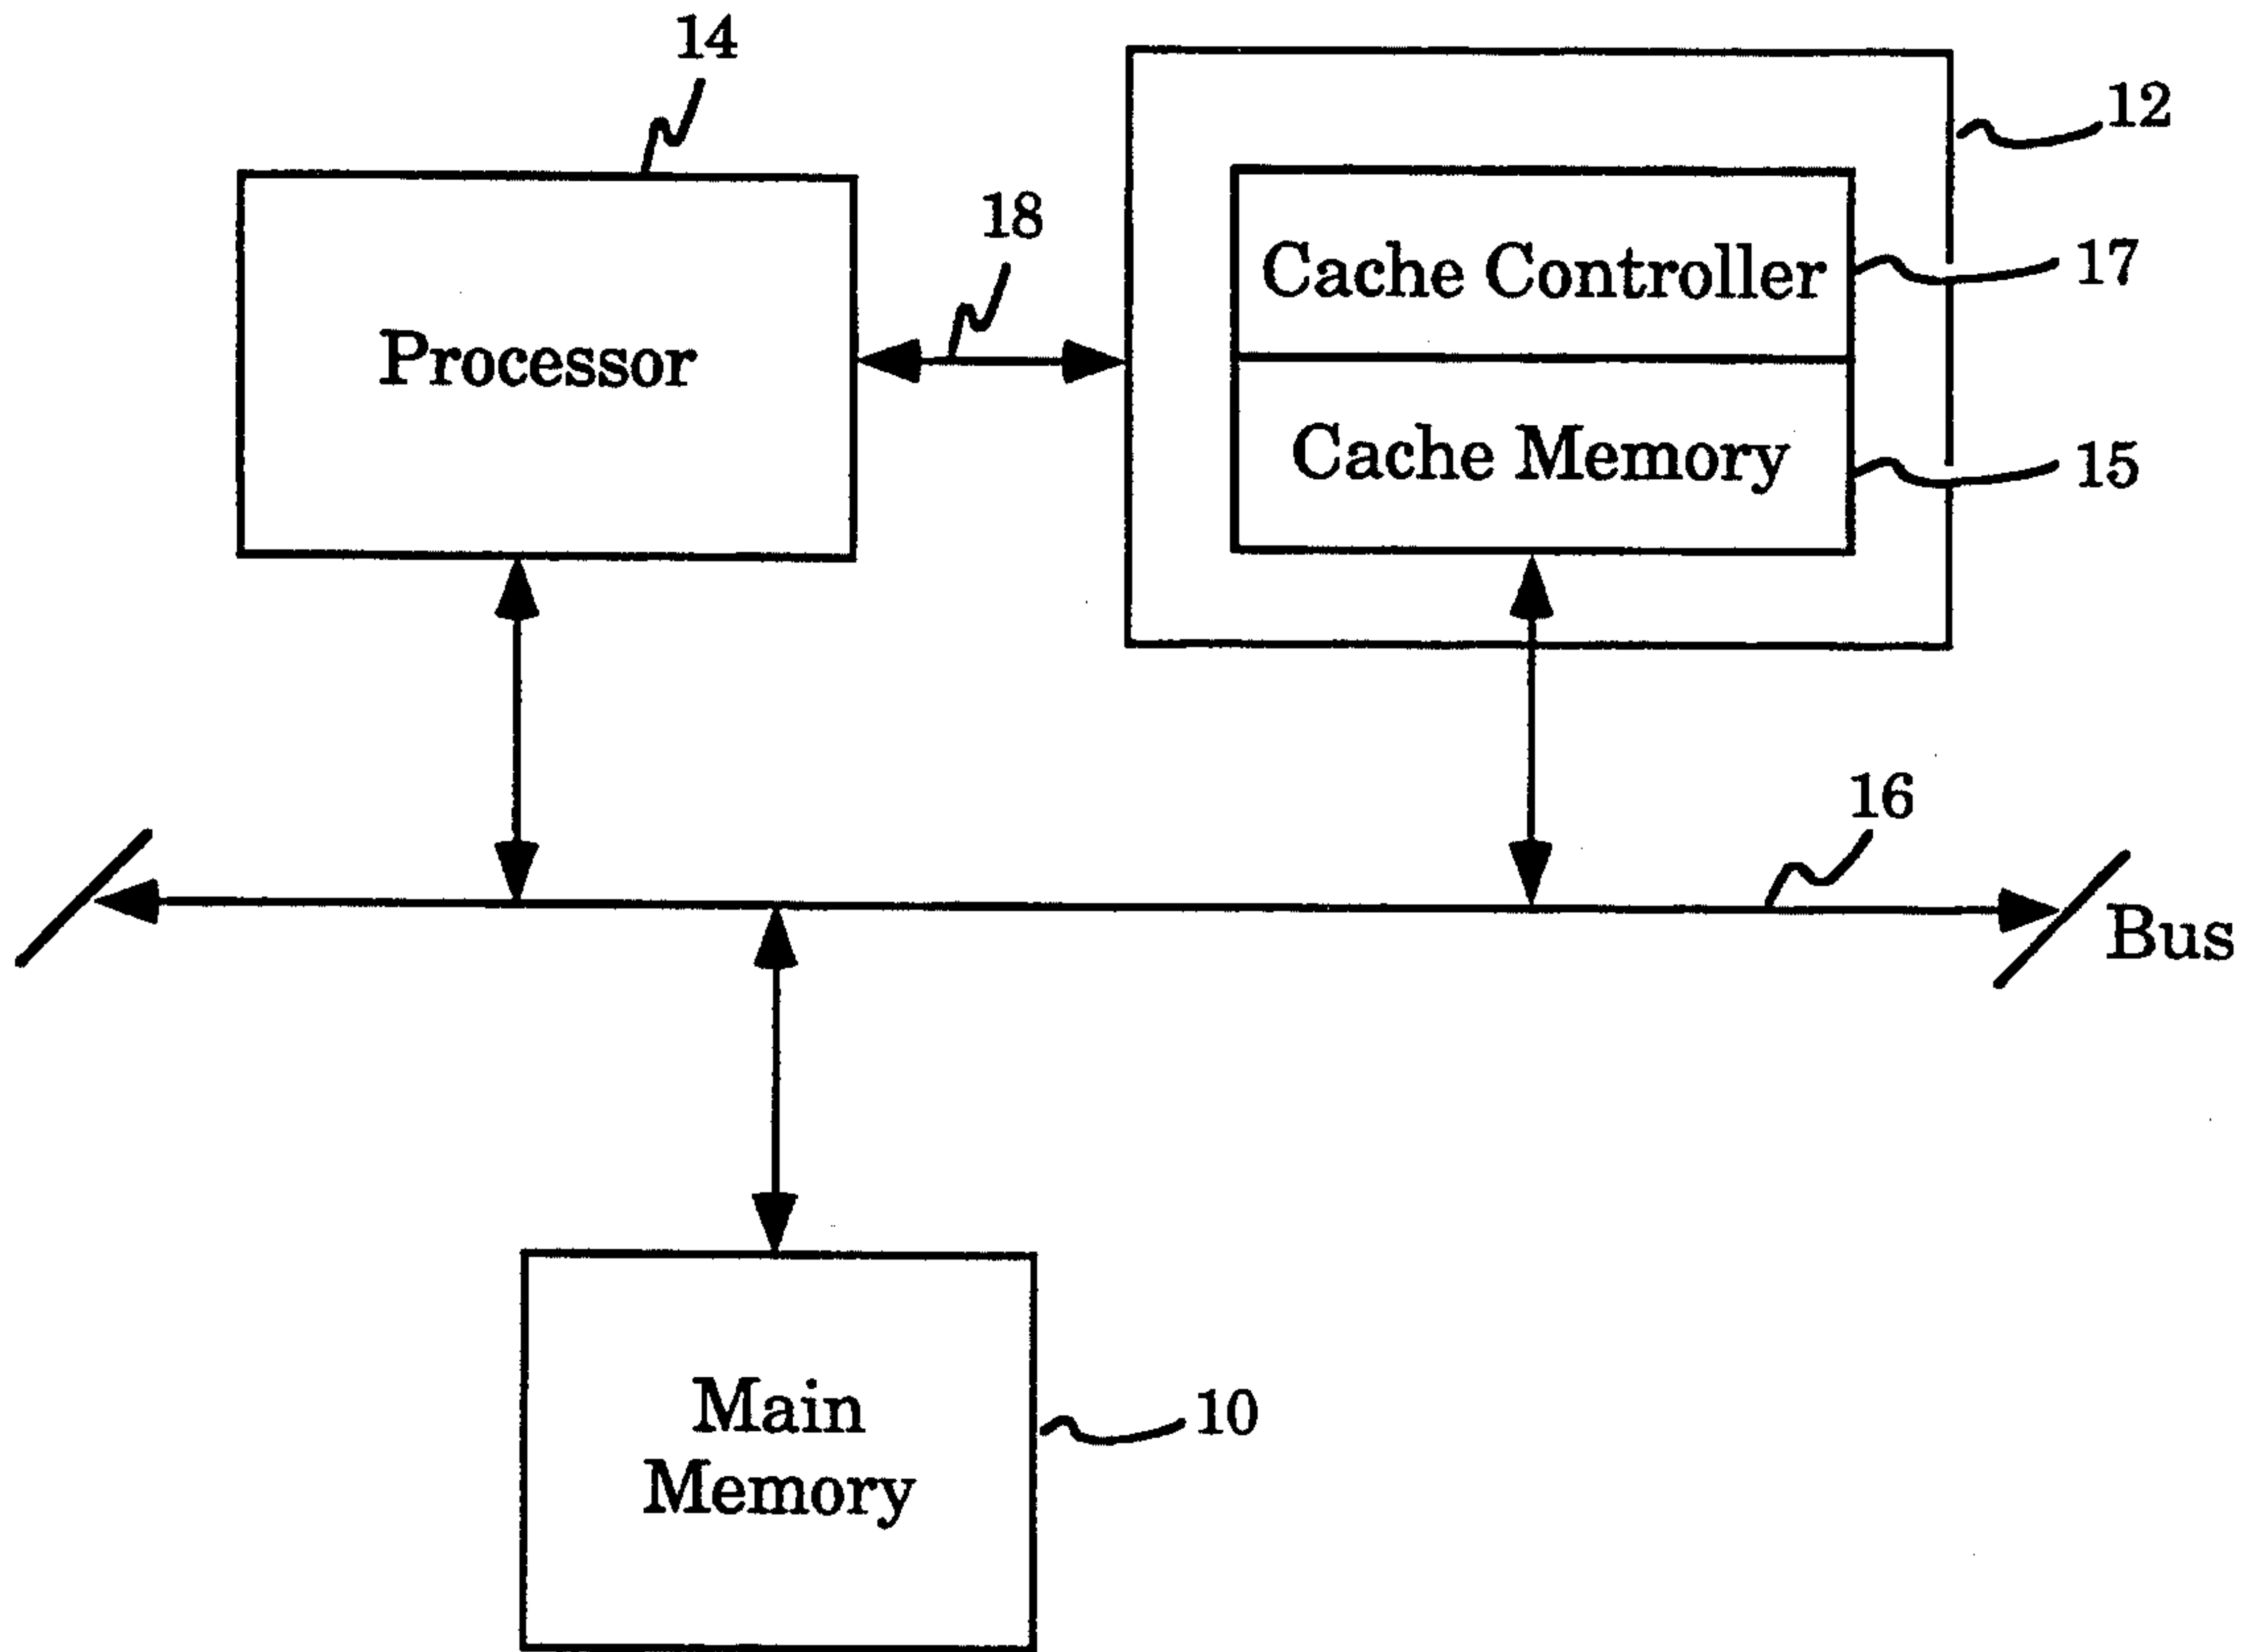 14
12
18
Cache Controller
17
Processor
Cache Memory
15
16
Bus
Main
Memory
10